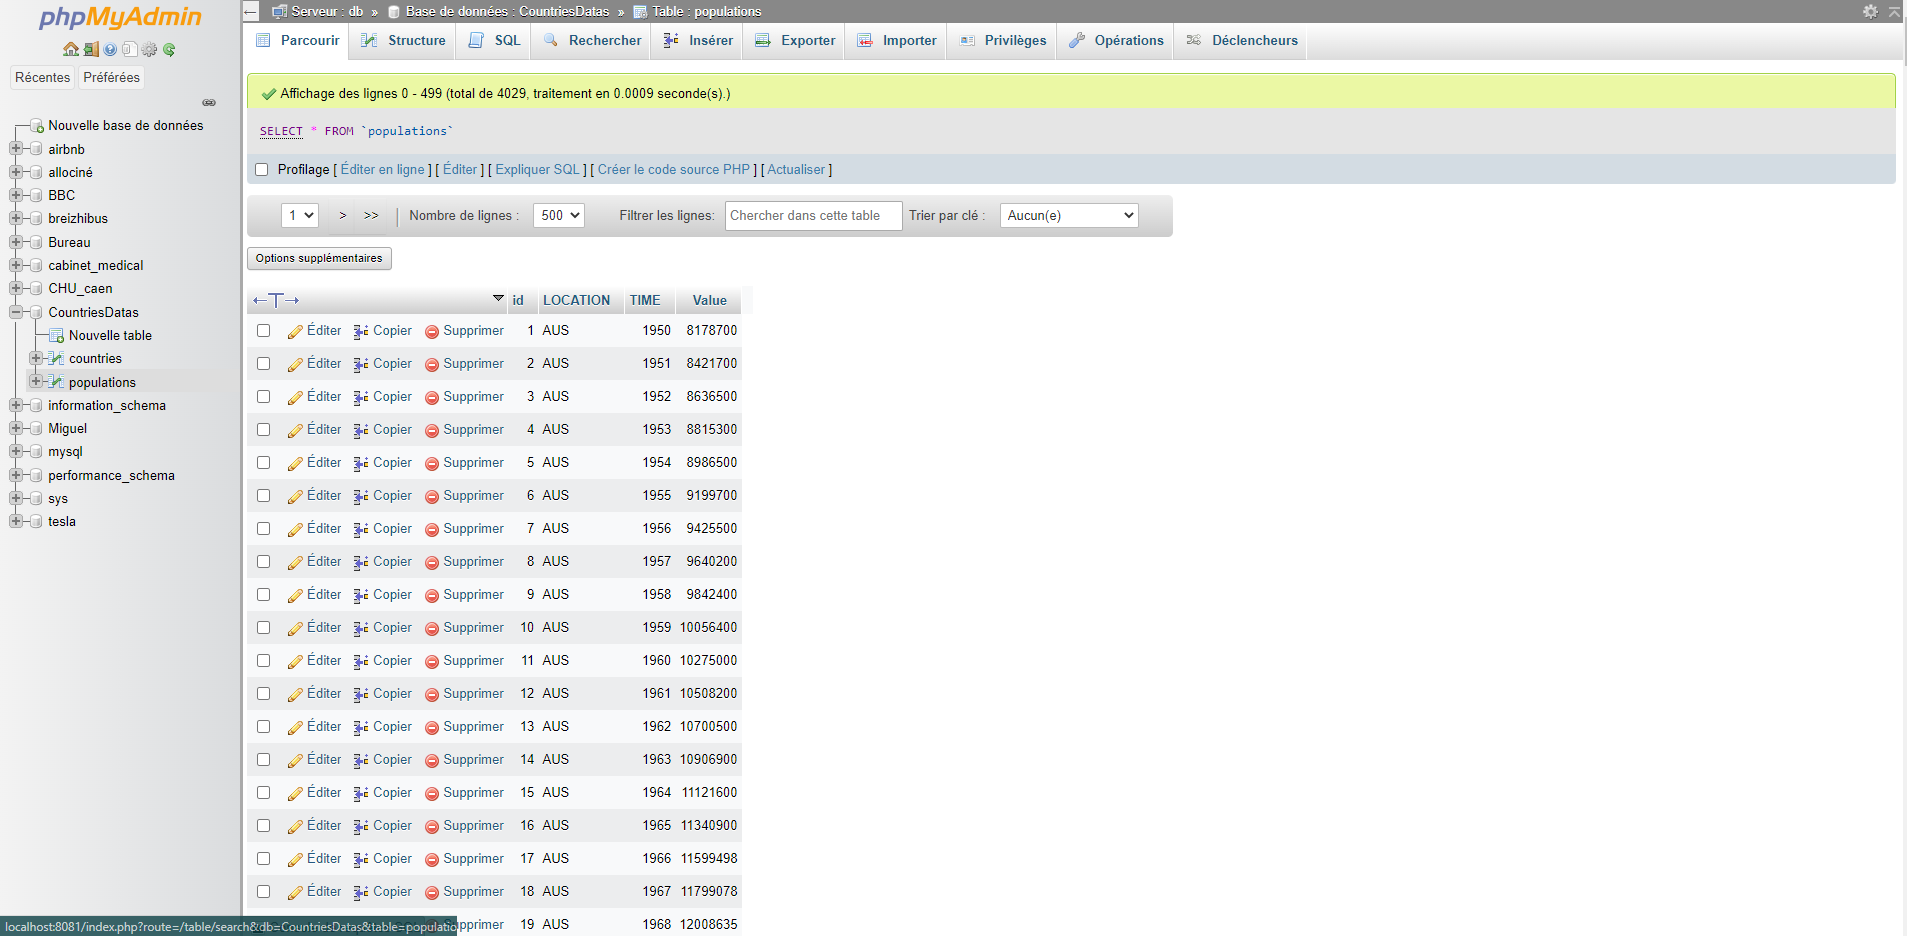 phpMyAdmin
Récentes Préférées
Nouvelle base de données
airbnb
allociné
BBC
breizhibus
Bureau
cabinet_medical
CHU_caen
CountriesDatas
Nouvelle table
countries
populations
information_schema
Miguel
mysql
performance_schema
sys
tesla
localhost:8081/index.php?route=/table/search&db=CountriesDatas&table=populatio
Serveur : db » Base de données : CountriesDatas » Table : populations
Parcourir Structure SQL Rechercher Insérer Exporter Importer Privilèges Opérations Déclencheurs
Affichage des lignes 0 - 499 (total de 4029, traitement en 0.0009 seconde(s).)
SELECT * FROM `populations`
Profilage [ Éditer en ligne ] [ Éditer ] [ Expliquer SQL ] [ Créer le code source PHP ] [ Actualiser ]
1 > >> | Nombre de lignes : 500 Filtrer les lignes: Chercher dans cette table Trier par clé : Aucun(e)
Options supplémentaires
←T→ id LOCATION TIME Value
Éditer Copier Supprimer 1 AUS 1950 8178700
Éditer Copier Supprimer 2 AUS 1951 8421700
Éditer Copier Supprimer 3 AUS 1952 8636500
Éditer Copier Supprimer 4 AUS 1953 8815300
Éditer Copier Supprimer 5 AUS 1954 8986500
Éditer Copier Supprimer 6 AUS 1955 9199700
Éditer Copier Supprimer 7 AUS 1956 9425500
Éditer Copier Supprimer 8 AUS 1957 9640200
Éditer Copier Supprimer 9 AUS 1958 9842400
Éditer Copier Supprimer 10 AUS 1959 10056400
Éditer Copier Supprimer 11 AUS 1960 10275000
Éditer Copier Supprimer 12 AUS 1961 10508200
Éditer Copier Supprimer 13 AUS 1962 10700500
Éditer Copier Supprimer 14 AUS 1963 10906900
Éditer Copier Supprimer 15 AUS 1964 11121600
Éditer Copier Supprimer 16 AUS 1965 11340900
Éditer Copier Supprimer 17 AUS 1966 11599498
Éditer Copier Supprimer 18 AUS 1967 11799078
pprimer 19 AUS 1968 12008635